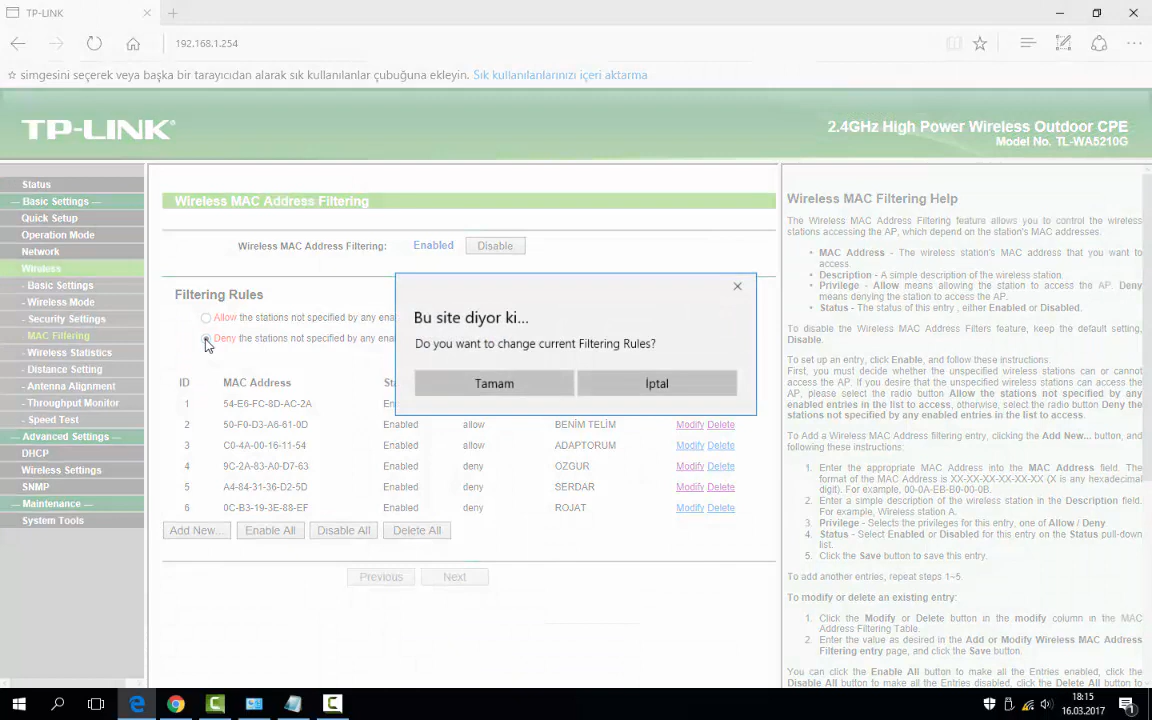 TP-LINK
192.168.1.254
☆ simgesini seçerek veya başka bir tarayıcıdan alarak sık kullanılanlar çubuğuna ekleyin. Sık kullanılanlarınızı içeri aktarma
TP-LINK®
2.4GHz High Power Wireless Outdoor CPE
Model No. TL-WA5210G
Status
Basic Settings ---
Quick Setup
Operation Mode
Network
Wireless
- Basic Settings
- Wireless Mode
- Security Settings
- MAC Filtering
- Wireless Statistics
- Distance Setting
- Antenna Alignment
- Throughput Monitor
- Speed Test
Advanced Settings ---
DHCP
Wireless Settings
SNMP
--- Maintenance ---
System Tools
Wireless MAC Address Filtering
Wireless MAC Address Filtering: Enabled Disable
Filtering Rules
Allow the stations not specified by any ena
Deny the stations not specified by any ena
ID MAC Address
1 54-E6-FC-8D-AC-2A
2 50-F0-D3-A6-61-0D Enabled allow BENİM TELİM Modify Delete
3 C0-4A-00-16-11-54 Enabled allow ADAPTORUM Modify Delete
4 9C-2A-83-A0-D7-63 Enabled deny OZGUR Modify Delete
5 A4-84-31-36-D2-5D Enabled deny SERDAR Modify Delete
6 0C-B3-19-3E-88-EF Enabled deny ROJAT Modify Delete
Add New... Enable All Disable All Delete All
Previous Next
Bu site diyor ki...
Do you want to change current Filtering Rules?
Tamam İptal
Wireless MAC Filtering Help
The Wireless MAC Address Filtering feature allows you to control the wireless
stations accessing the AP, which depend on the station's MAC addresses.
• MAC Address - The wireless station's MAC address that you want to
access.
• Description - A simple description of the wireless station.
• Privilege - Allow means allowing the station to access the AP. Deny
means denying the station to access the AP.
• Status - The status of this entry, either Enabled or Disabled.
To disable the Wireless MAC Address Filters feature, keep the default setting,
Disable.
To set up an entry, click Enable, and follow these instructions:
First, you must decide whether the unspecified wireless stations can or cannot
access the AP. If you desire that the unspecified wireless stations can access
the AP, please select the radio button Allow the stations not specified by any
enabled entries in the list to access, otherwise, select the radio button Deny the
stations not specified by any enabled entries in the list to access.
To Add a Wireless MAC Address filtering entry, clicking the Add New... button, and
following these instructions:
1. Enter the appropriate MAC Address into the MAC Address field. The
format of the MAC Address is XX-XX-XX-XX-XX-XX (X is any hexadecimal
digit). For example, 00-0A-EB-B0-00-0B.
2. Enter a simple description of the wireless station in the Description field.
For example, Wireless station A.
3. Privilege - Selects the privileges for this entry, one of Allow / Deny
4. Status - Select Enabled or Disabled for this entry on the Status pull-down
list.
5. Click the Save button to save this entry.
To add another entries, repeat steps 1~5.
To modify or delete an existing entry:
1. Click the Modify or Delete button in the modify column in the MAC
Address Filtering Table.
2. Enter the value as desired in the Add or Modify Wireless MAC Address
Filtering entry page, and click the Save button.
You can click the Enable All button to make all the Entries enabled, click the
Disable All button to make all the Entries disabled, click the Delete All button to
18:15
16.03.2017